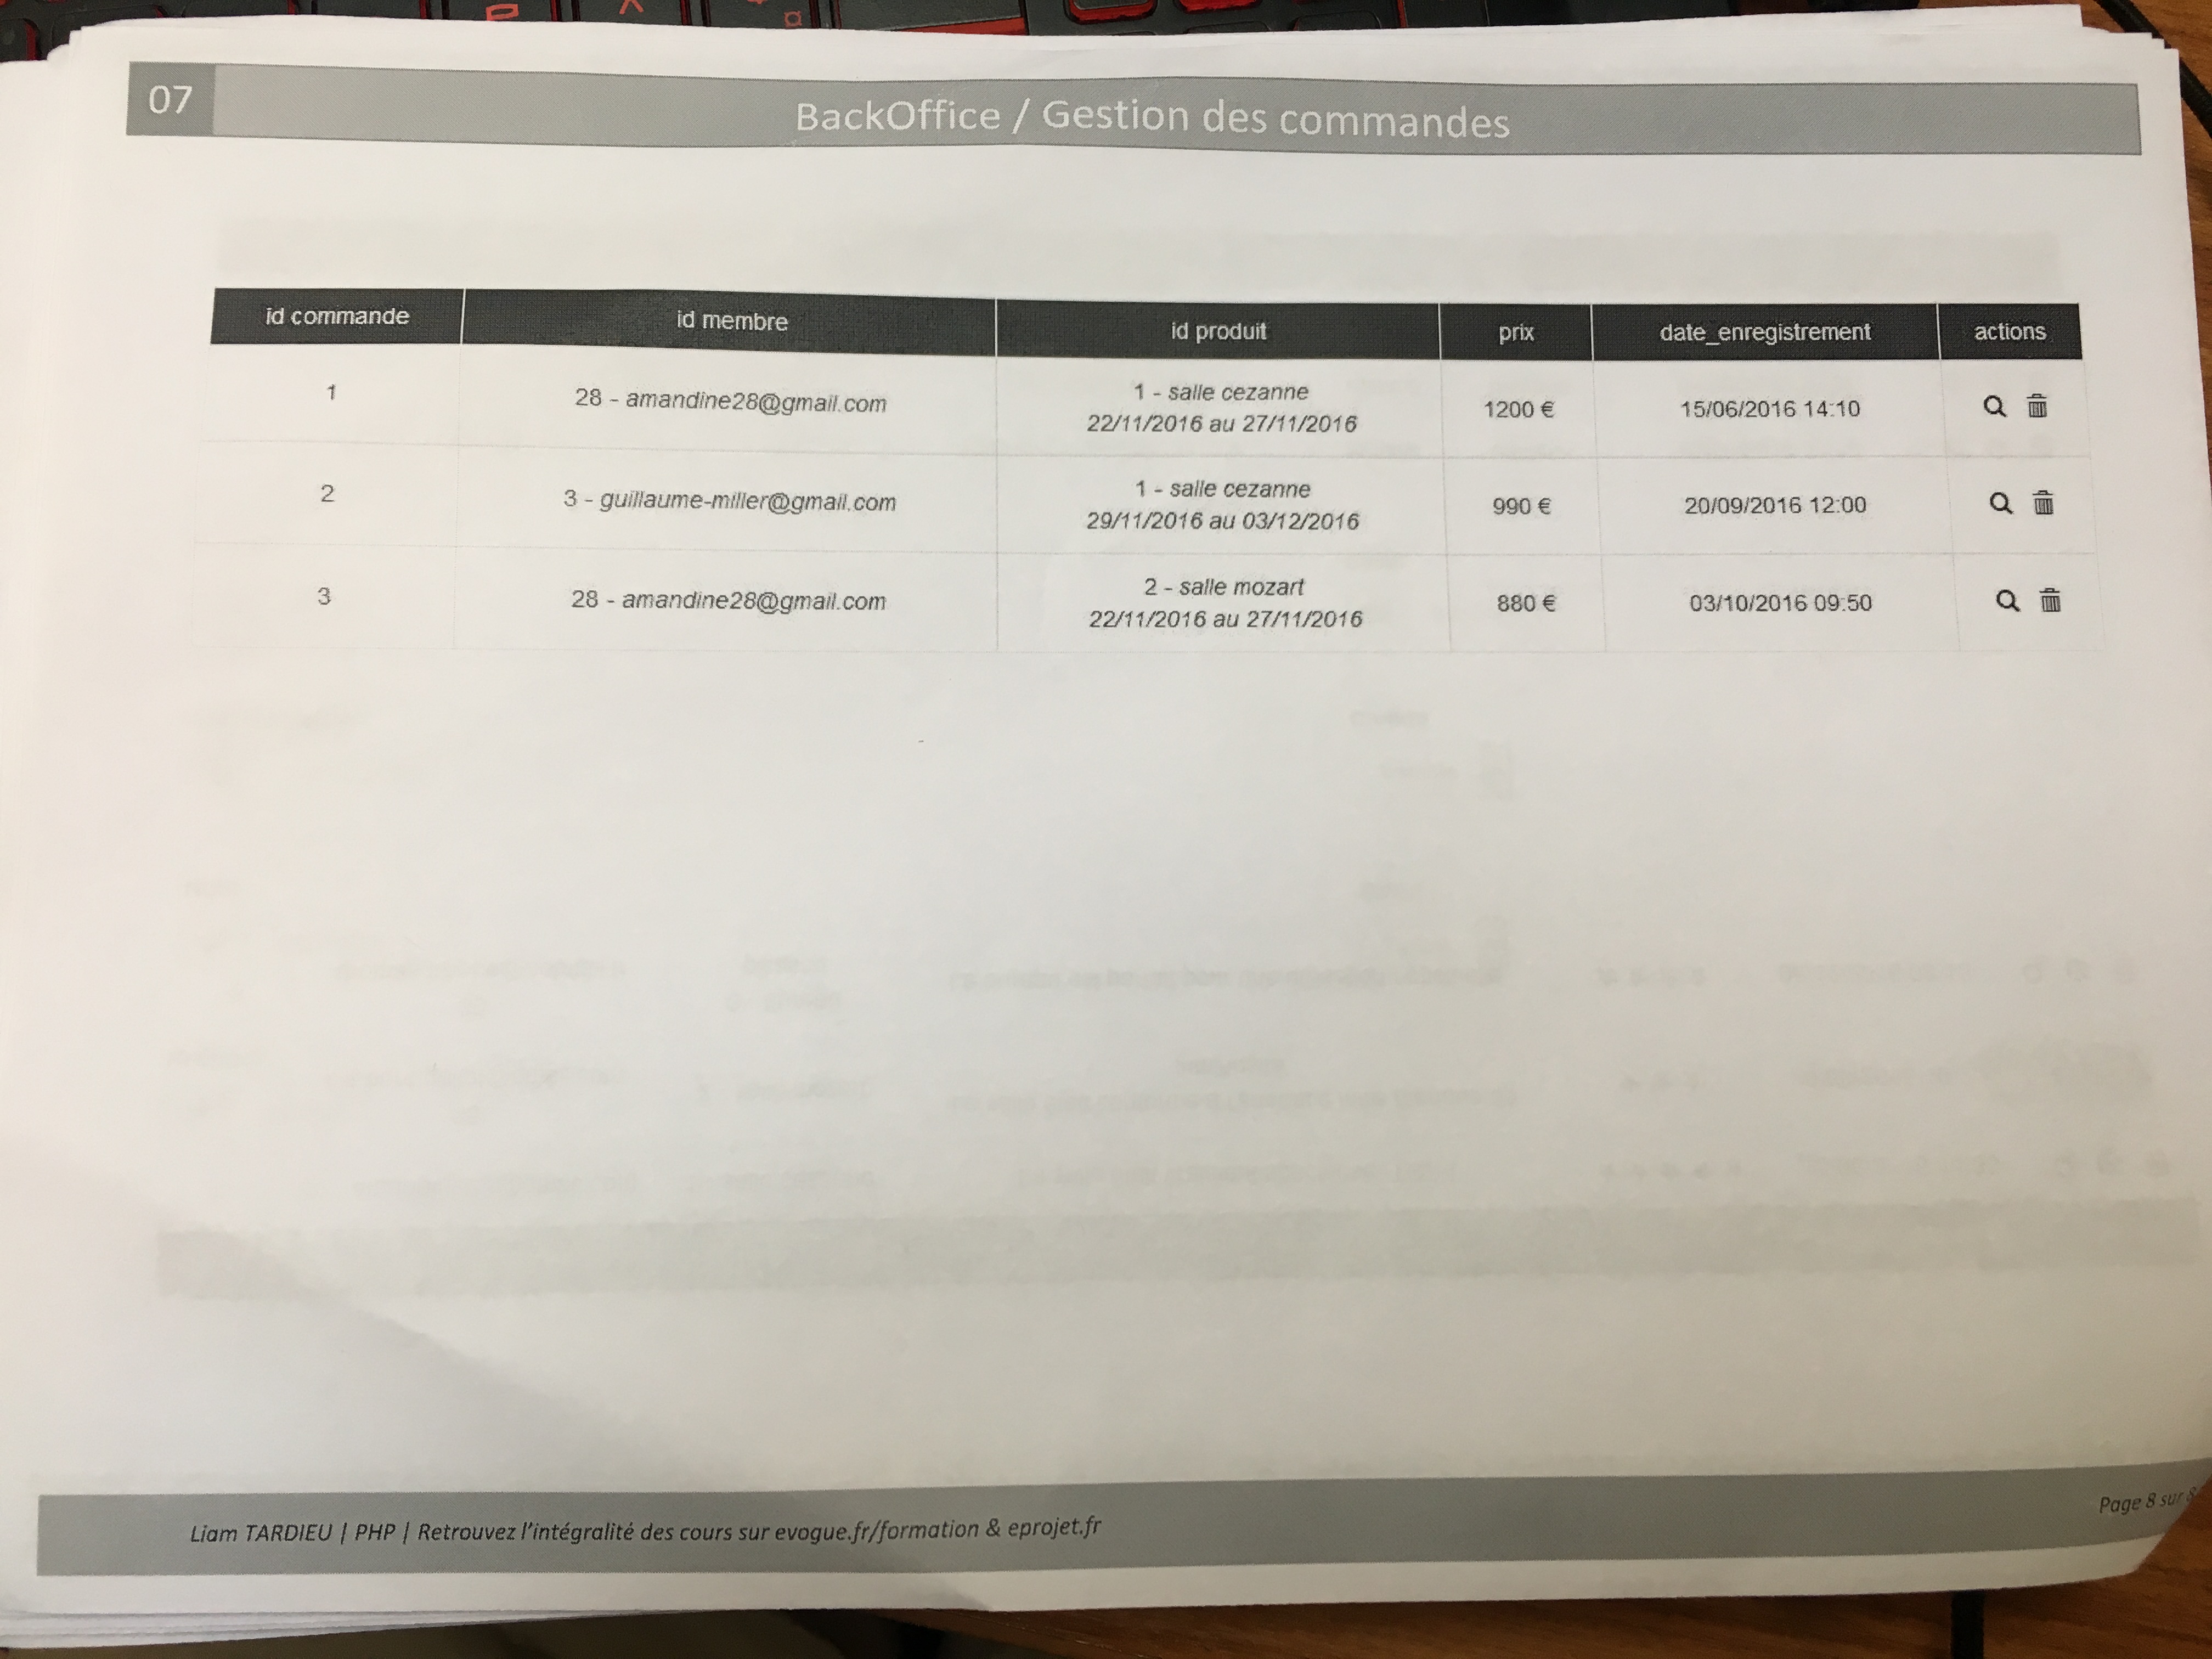 07 BackOffice / Gestion des commandes
id commande id membre id produit prix date_enregistrement actions
1 28 - amandine28@gmail.com 1 - salle cezanne 1200 € 15/06/2016 14:10
22/11/2016 au 27/11/2016
2 3 - guillaume-miller@gmail.com 1 - salle cezanne 990 € 20/09/2016 12:00
29/11/2016 au 03/12/2016
3 28 - amandine28@gmail.com 2 - salle mozart 880 € 03/10/2016 09:50
22/11/2016 au 27/11/2016
Liam TARDIEU | PHP | Retrouvez l'intégralité des cours sur evogue.fr/formation & eprojet.fr Page 8 sur 8